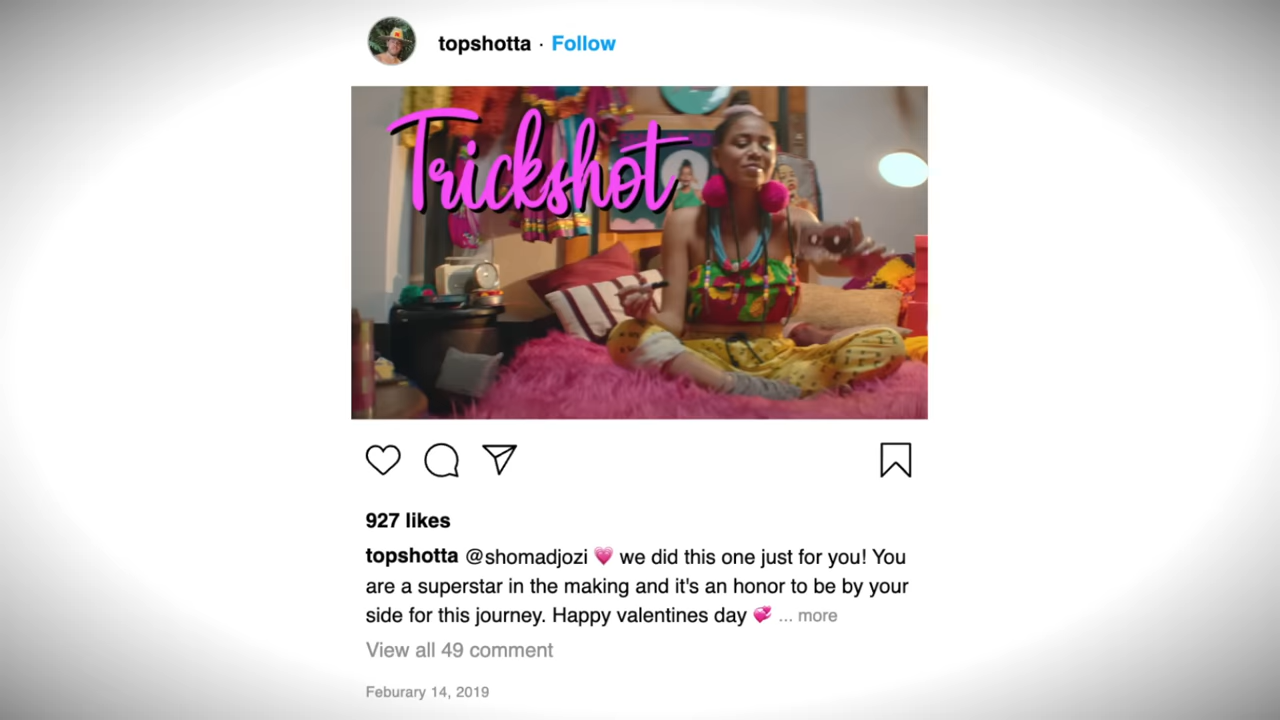 topshotta · Follow
Trickshot
927 likes
topshotta @shomadjozi 💗 we did this one just for you! You
are a superstar in the making and it's an honor to be by your
side for this journey. Happy valentines day 💞 ... more
View all 49 comment
Feburary 14, 2019